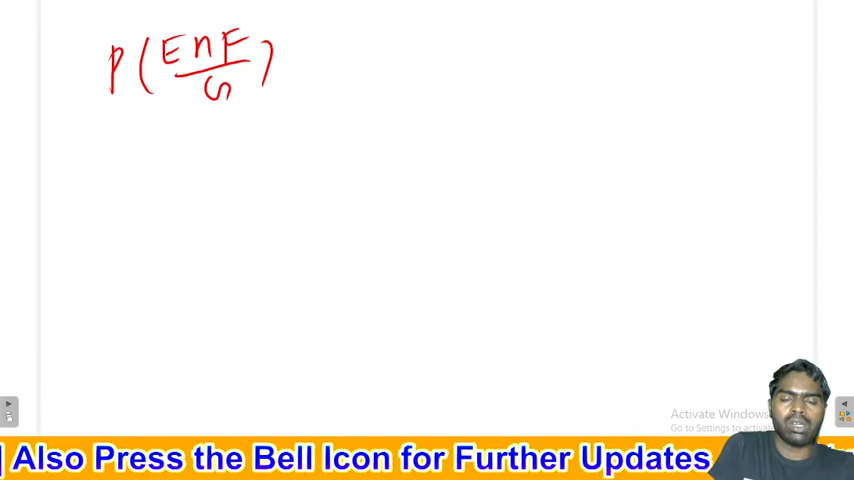 P(E∩F/G)
Activate Windows
Go to Settings to activate
| Also Press the Bell Icon for Further Updates